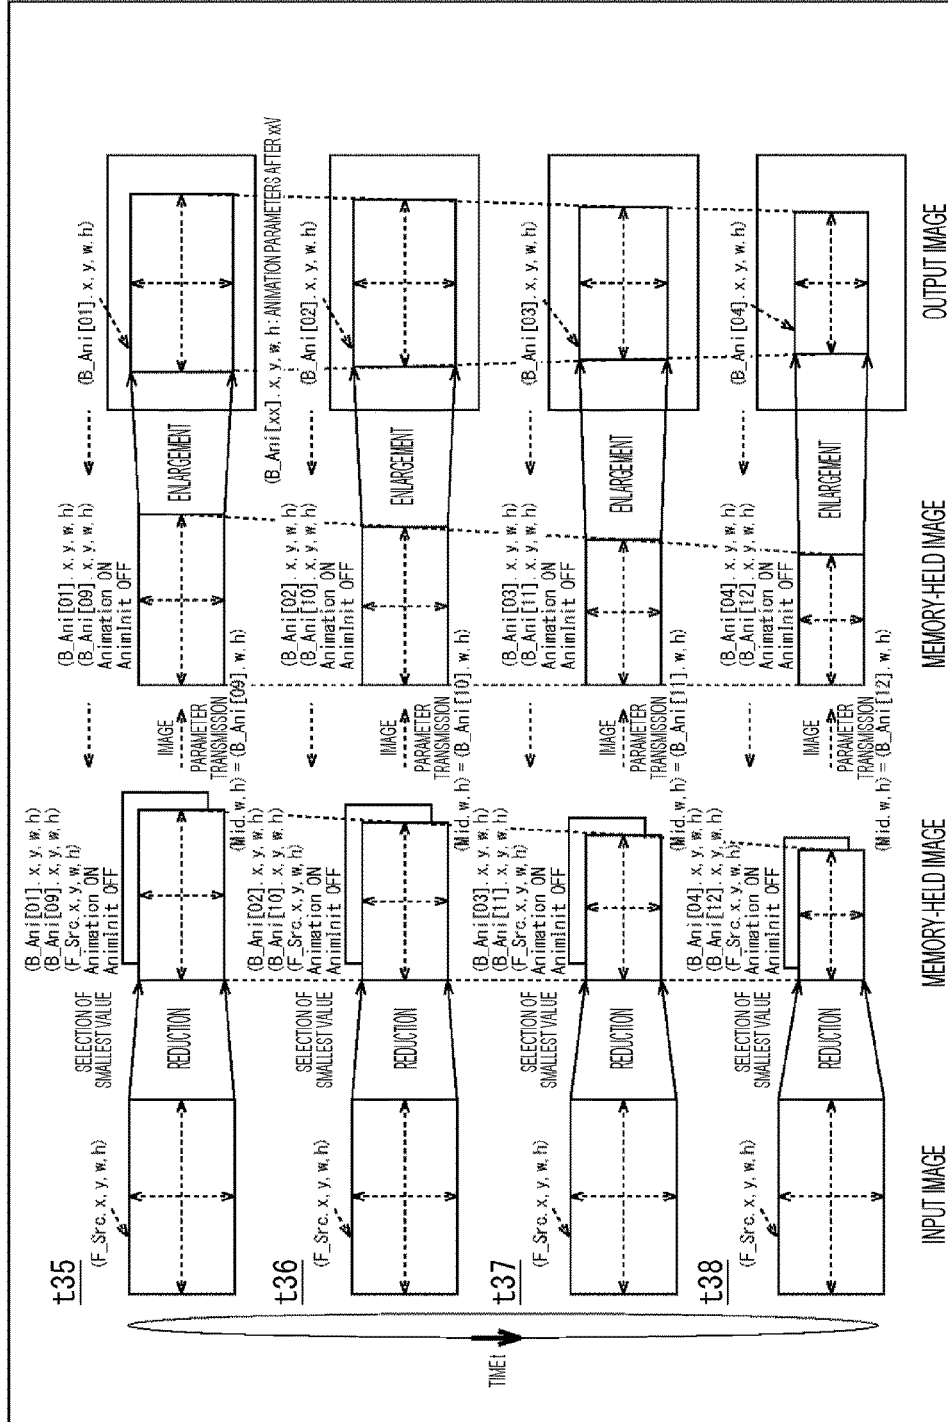 TIME t
t35
(F_Src. x, y, w, h)
SELECTION OF
SMALLEST VALUE
REDUCTION
(B_Ani[01]. x, y, w, h)
(B_Ani[09]. x, y, w, h)
(F_Src. x, y, w, h)
Animation ON
AnimInit OFF
IMAGE
PARAMETER
TRANSMISSION
(Mid. w, h) = (B_Ani[09]. w, h)
(B_Ani[01]. x, y, w, h)
(B_Ani[09]. x, y, w, h)
Animation ON
AnimInit OFF
ENLARGEMENT
(B_Ani[01]. x, y, w, h)
(B_Ani[xx]. x, y, w, h: ANIMATION PARAMETERS AFTER xxV
t36
(F_Src. x, y, w, h)
SELECTION OF
SMALLEST VALUE
REDUCTION
(B_Ani[02]. x, y, w, h)
(B_Ani[10]. x, y, w, h)
(F_Src. x, y, w, h)
Animation ON
AnimInit OFF
IMAGE
PARAMETER
TRANSMISSION
(Mid. w, h) = (B_Ani[10]. w, h)
(B_Ani[02]. x, y, w, h)
(B_Ani[10]. x, y, w, h)
Animation ON
AnimInit OFF
ENLARGEMENT
(B_Ani[02]. x, y, w, h)
t37
(F_Src. x, y, w, h)
SELECTION OF
SMALLEST VALUE
REDUCTION
(B_Ani[03]. x, y, w, h)
(B_Ani[11]. x, y, w, h)
(F_Src. x, y, w, h)
Animation ON
AnimInit OFF
IMAGE
PARAMETER
TRANSMISSION
(Mid. w, h) = (B_Ani[11]. w, h)
(B_Ani[03]. x, y, w, h)
(B_Ani[11]. x, y, w, h)
Animation ON
AnimInit OFF
ENLARGEMENT
(B_Ani[03]. x, y, w, h)
t38
(F_Src. x, y, w, h)
SELECTION OF
SMALLEST VALUE
REDUCTION
(B_Ani[04]. x, y, w, h)
(B_Ani[12]. x, y, w, h)
(F_Src. x, y, w, h)
Animation ON
AnimInit OFF
IMAGE
PARAMETER
TRANSMISSION
(Mid. w, h) = (B_Ani[12]. w, h)
(B_Ani[04]. x, y, w, h)
(B_Ani[12]. x, y, w, h)
Animation ON
AnimInit OFF
ENLARGEMENT
(B_Ani[04]. x, y, w, h)
INPUT IMAGE
MEMORY-HELD IMAGE
MEMORY-HELD IMAGE
OUTPUT IMAGE